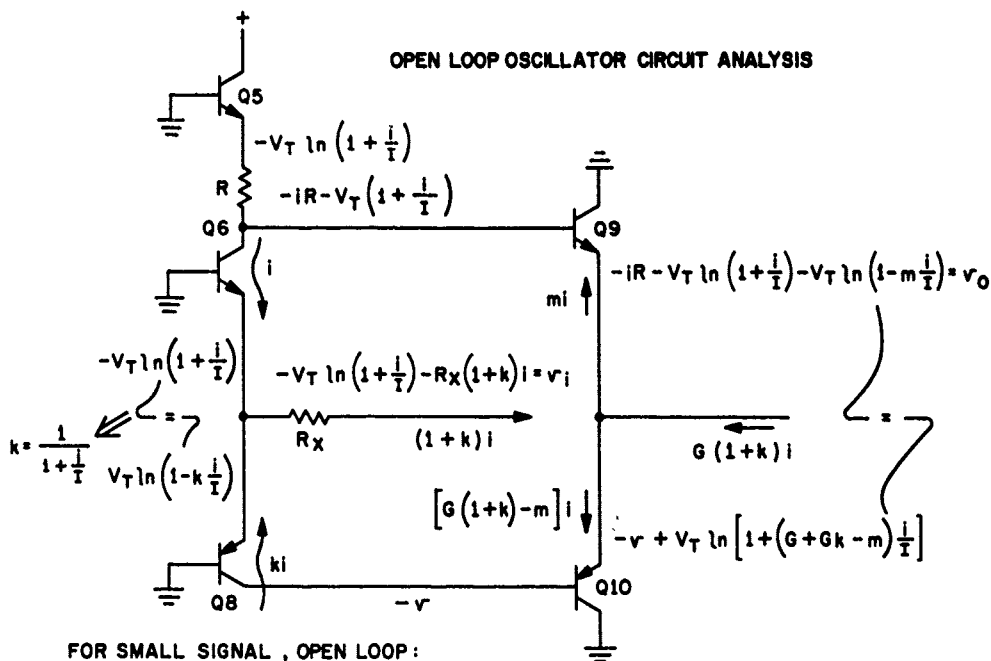 +
OPEN LOOP OSCILLATOR CIRCUIT ANALYSIS
Q5
-V_T ln (1 + i/I)
R
-iR - V_T (1 + i/I)
Q6
Q9
i
mi
-iR - V_T ln (1 + i/I) - V_T ln (1 - m i/I) = v_o
-V_T ln (1 + i/I)
-V_T ln (1 + i/I) - R_X (1 + k) i = v_i
=
=
k = 1/(1 + i/I)
R_X
(1 + k) i
G (1 + k) i
V_T ln (1 - k i/I)
[G (1 + k) - m] i
-v + V_T ln [1 + (G + Gk - m) i/I]
ki
Q8
-v
Q10
FOR SMALL SIGNAL , OPEN LOOP :